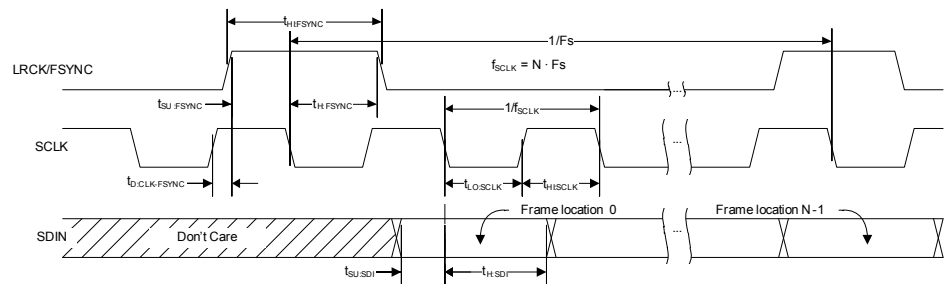 tHI:FSYNC
1/Fs
LRCK/FSYNC
fSCLK = N · Fs
tSU:FSYNC
tH:FSYNC
...
1/fSCLK
SCLK
...
tD:CLK-FSYNC
tLO:SCLK
tHI:SCLK
Frame location 0
Frame location N-1
SDIN
Don't Care
...
tSU:SDI
tH:SDI